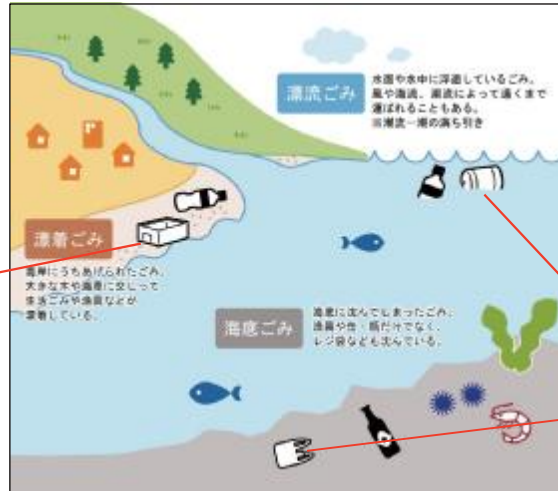 漂流ごみ
水面や水中に浮遊しているごみ。
風や海流、潮流によって遠くまで
運ばれることもある。
※潮流－潮の満ち引き
漂着ごみ
海岸にうちあげられたごみ。
大きな木や海藻に交じって
生活ごみや漁具などが
漂着している。
海底ごみ
海底に沈んでしまったごみ。
漁具や缶・瓶だけでなく、
レジ袋なども沈んでいる。